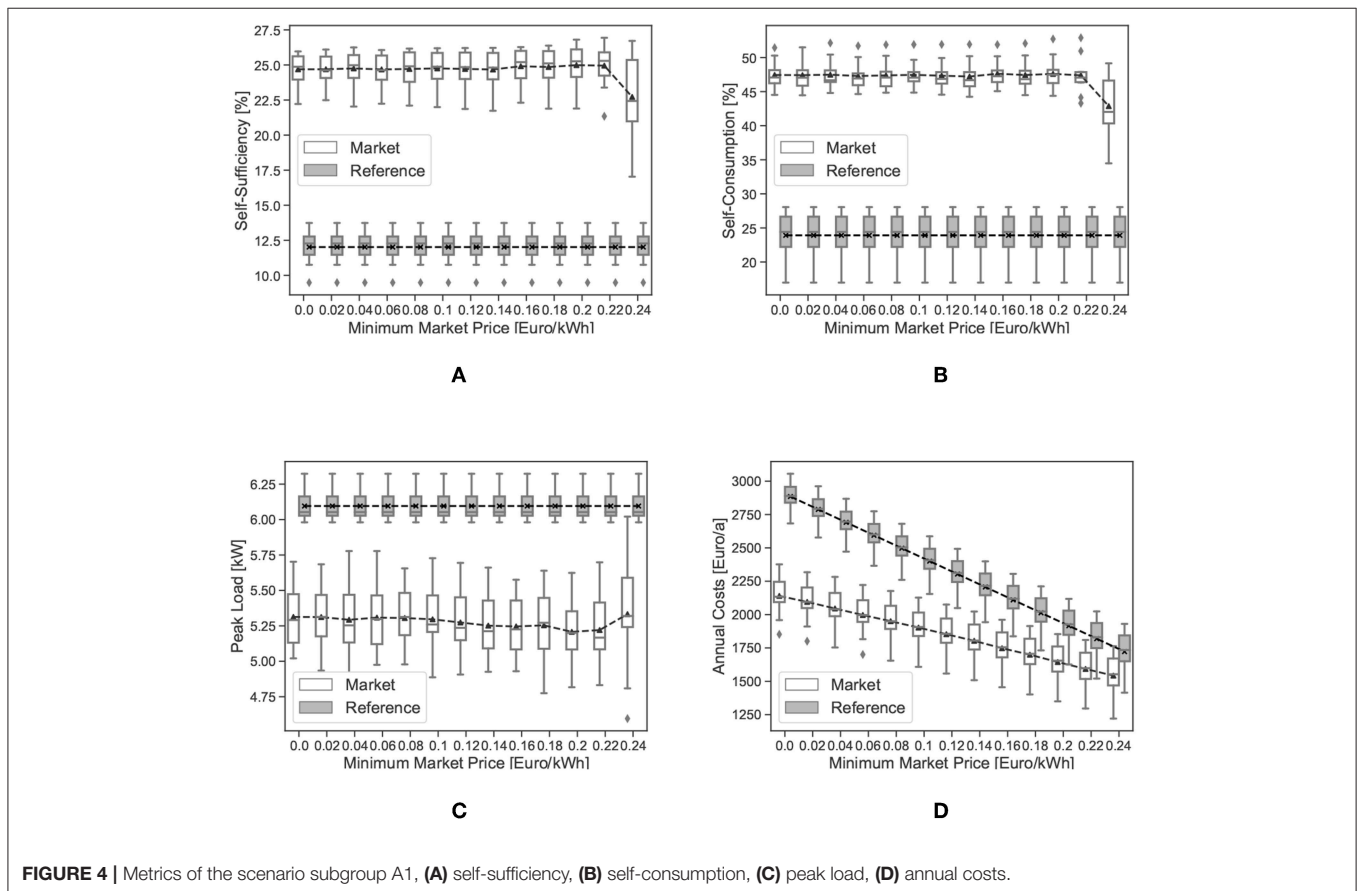 27.5
25.0
22.5
20.0
17.5
15.0
12.5
10.0
Self-Sufficiency [%]
Market
Reference
0.0 0.02 0.04 0.06 0.08 0.1 0.12 0.14 0.16 0.18 0.2 0.22 0.24
Minimum Market Price [Euro/kWh]
A
50
45
40
35
30
25
20
Self-Consumption [%]
Market
Reference
0.0 0.02 0.04 0.06 0.08 0.1 0.12 0.14 0.16 0.18 0.2 0.22 0.24
Minimum Market Price [Euro/kWh]
B
6.25
6.00
5.75
5.50
5.25
5.00
4.75
Peak Load [kW]
Market
Reference
0.0 0.02 0.04 0.06 0.08 0.1 0.12 0.14 0.16 0.18 0.2 0.22 0.24
Minimum Market Price [Euro/kWh]
C
3000
2750
2500
2250
2000
1750
1500
1250
Annual Costs [Euro/a]
Market
Reference
0.0 0.02 0.04 0.06 0.08 0.1 0.12 0.14 0.16 0.18 0.2 0.22 0.24
Minimum Market Price [Euro/kWh]
D
FIGURE 4 | Metrics of the scenario subgroup A1, (A) self-sufficiency, (B) self-consumption, (C) peak load, (D) annual costs.